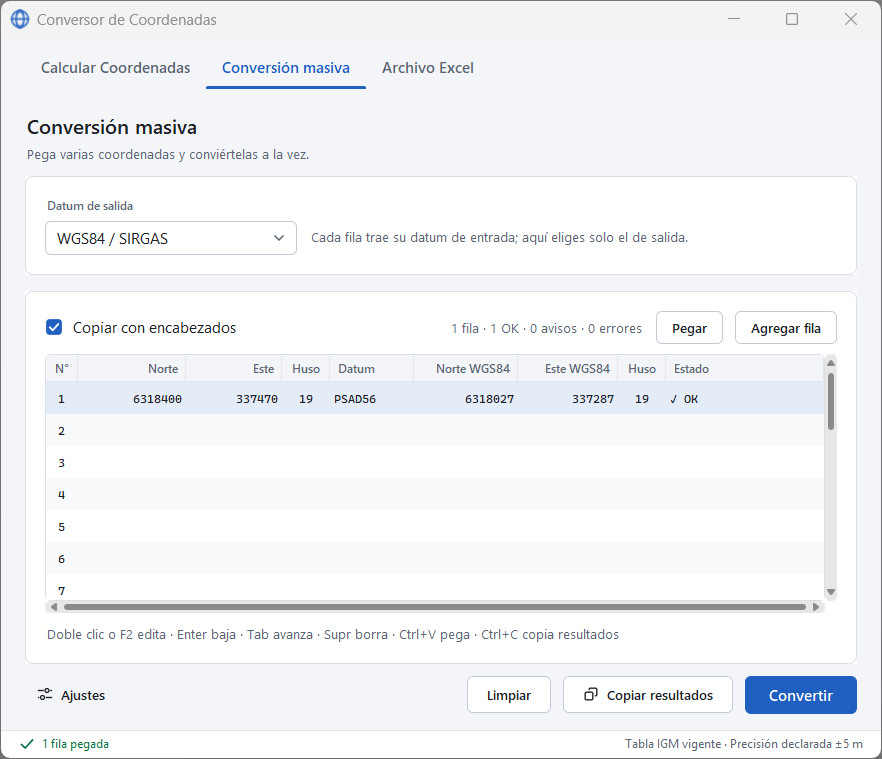 Conversor de Coordenadas
Calcular Coordenadas Conversión masiva Archivo Excel
Conversión masiva
Pega varias coordenadas y conviértelas a la vez.
Datum de salida
WGS84 / SIRGAS Cada fila trae su datum de entrada; aquí eliges solo el de salida.
Copiar con encabezados 1 fila · 1 OK · 0 avisos · 0 errores Pegar Agregar fila
N° Norte Este Huso Datum Norte WGS84 Este WGS84 Huso Estado
1 6318400 337470 19 PSAD56 6318027 337287 19 ✓ OK
2
3
4
5
6
7
Doble clic o F2 edita · Enter baja · Tab avanza · Supr borra · Ctrl+V pega · Ctrl+C copia resultados
Ajustes Limpiar Copiar resultados Convertir
1 fila pegada Tabla IGM vigente · Precisión declarada ±5 m